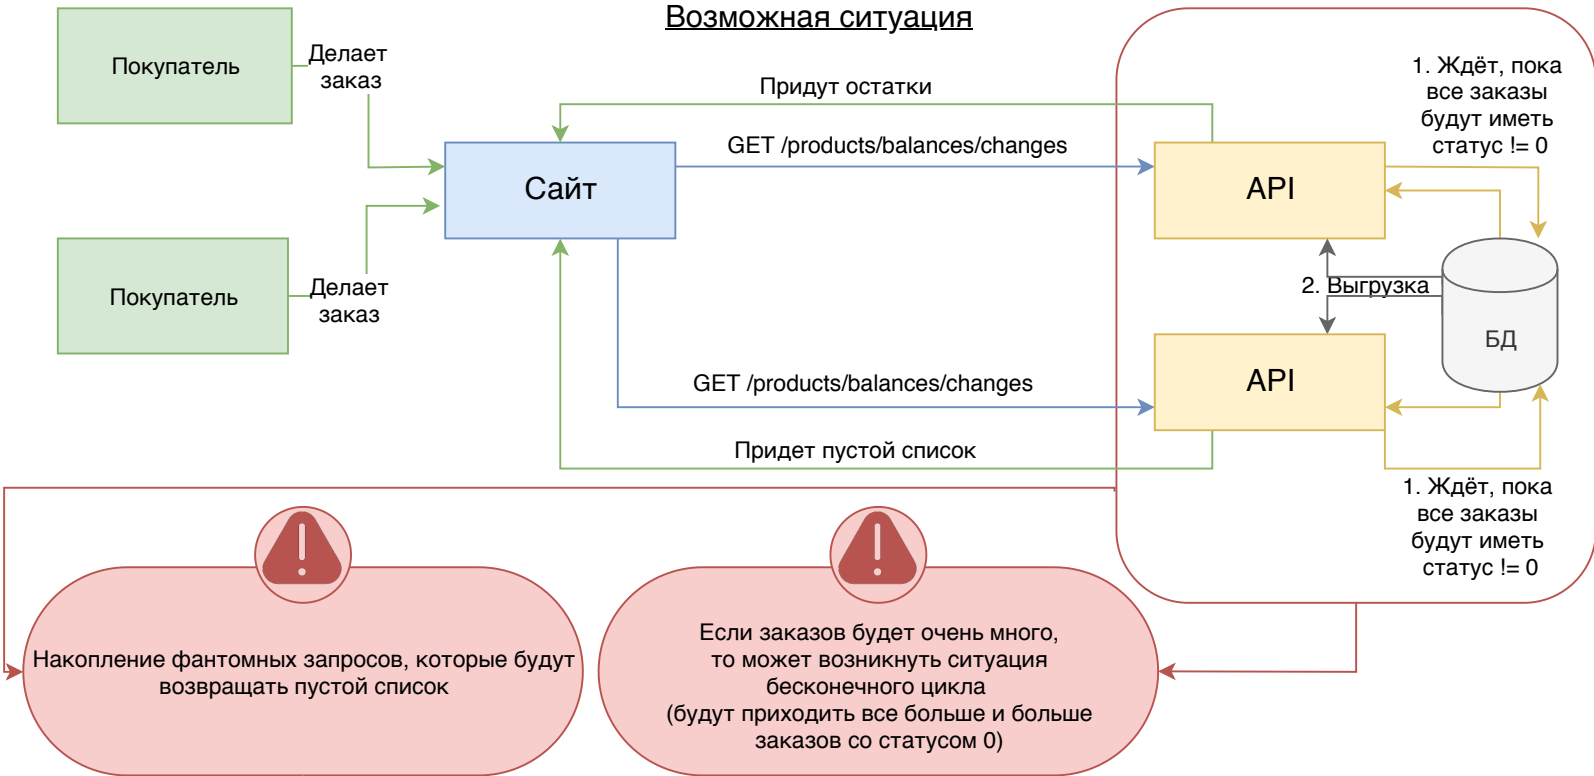 Возможная ситуация
Покупатель
Делает
заказ
Придут остатки
1. Ждёт, пока
все заказы
будут иметь
статус != 0
GET /products/balances/changes
Сайт
API
Покупатель
Делает
заказ
2. Выгрузка
БД
GET /products/balances/changes
API
Придет пустой список
1. Ждёт, пока
все заказы
будут иметь
статус != 0
Накопление фантомных запросов, которые будут
возвращать пустой список
Если заказов будет очень много,
то может возникнуть ситуация
бесконечного цикла
(будут приходить все больше и больше
заказов со статусом 0)